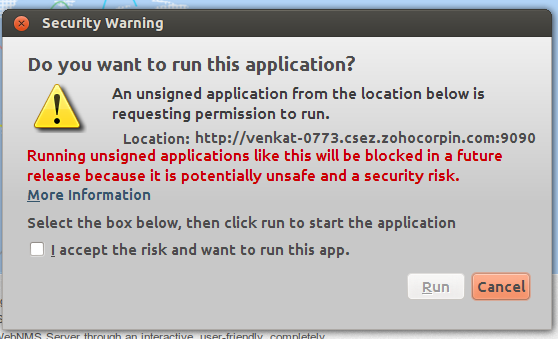 Security Warning
Do you want to run this application?
An unsigned application from the location below is
requesting permission to run.
Location: http://venkat-0773.csez.zohocorpin.com:9090
Running unsigned applications like this will be blocked in a future
release because it is potentially unsafe and a security risk.
More Information
Select the box below, then click run to start the application
I accept the risk and want to run this app.
Run Cancel
WebNMS Server through an interactive, user-friendly, completely